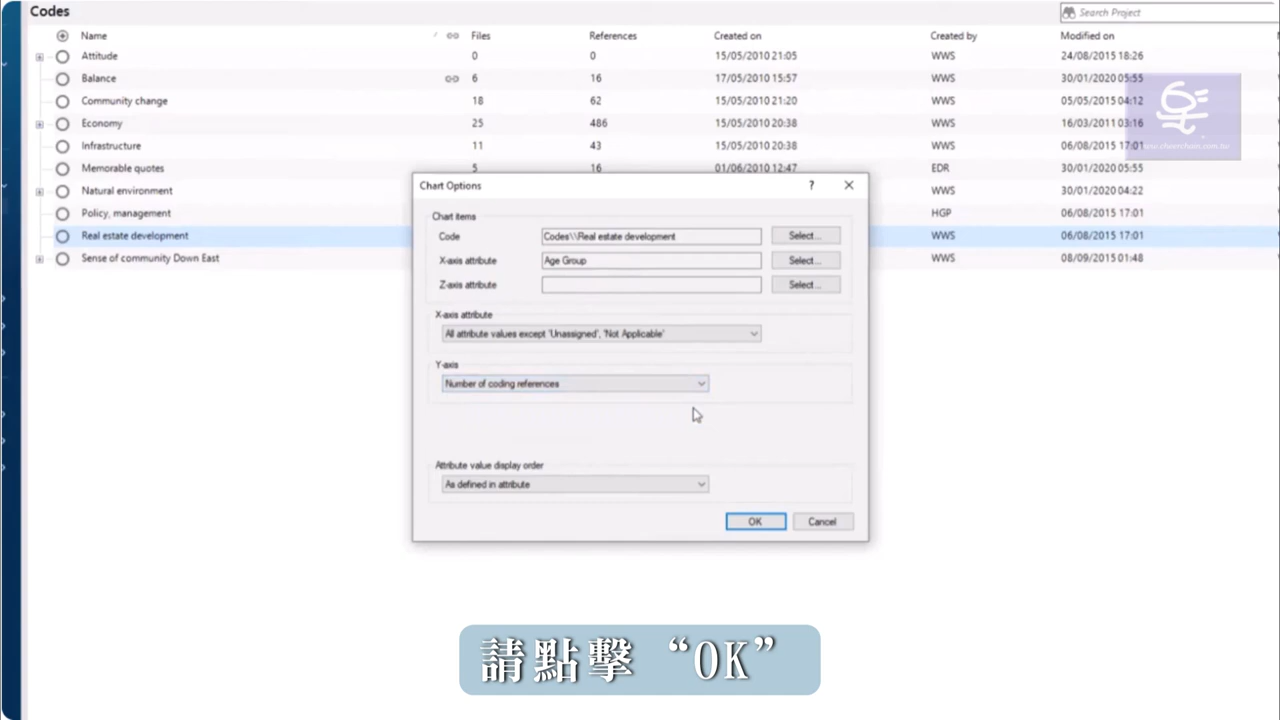 Codes
Search Project
Name Files References Created on Created by Modified on
Attitude 0 0 15/05/2010 21:05 WWS 24/08/2015 18:26
Balance 6 16 17/05/2010 15:57 WWS 30/01/2020 05:55
Community change 18 62 15/05/2010 21:20 WWS 05/05/2015 04:12
Economy 25 486 15/05/2010 20:38 WWS 16/03/2011 03:16
Infrastructure 11 43 15/05/2010 20:38 WWS 06/08/2015 17:01
Memorable quotes 5 16 01/06/2010 12:47 EDR 30/01/2020 05:55
Natural environment WWS 30/01/2020 04:22
Policy, management HGP 06/08/2015 17:01
Real estate development WWS 06/08/2015 17:01
Sense of community Down East WWS 08/09/2015 01:48
Chart Options ?
Chart items
Code Codes\\Real estate development Select...
X-axis attribute Age Group Select...
Z-axis attribute Select...
X-axis attribute
All attribute values except 'Unassigned', 'Not Applicable'
Y-axis
Number of coding references
Attribute value display order
As defined in attribute
OK Cancel
請點擊“OK”